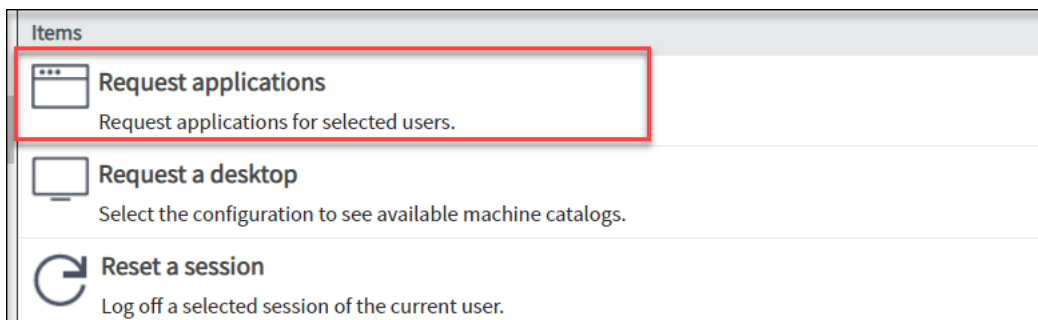 Items
Request applications
Request applications for selected users.
Request a desktop
Select the configuration to see available machine catalogs.
Reset a session
Log off a selected session of the current user.